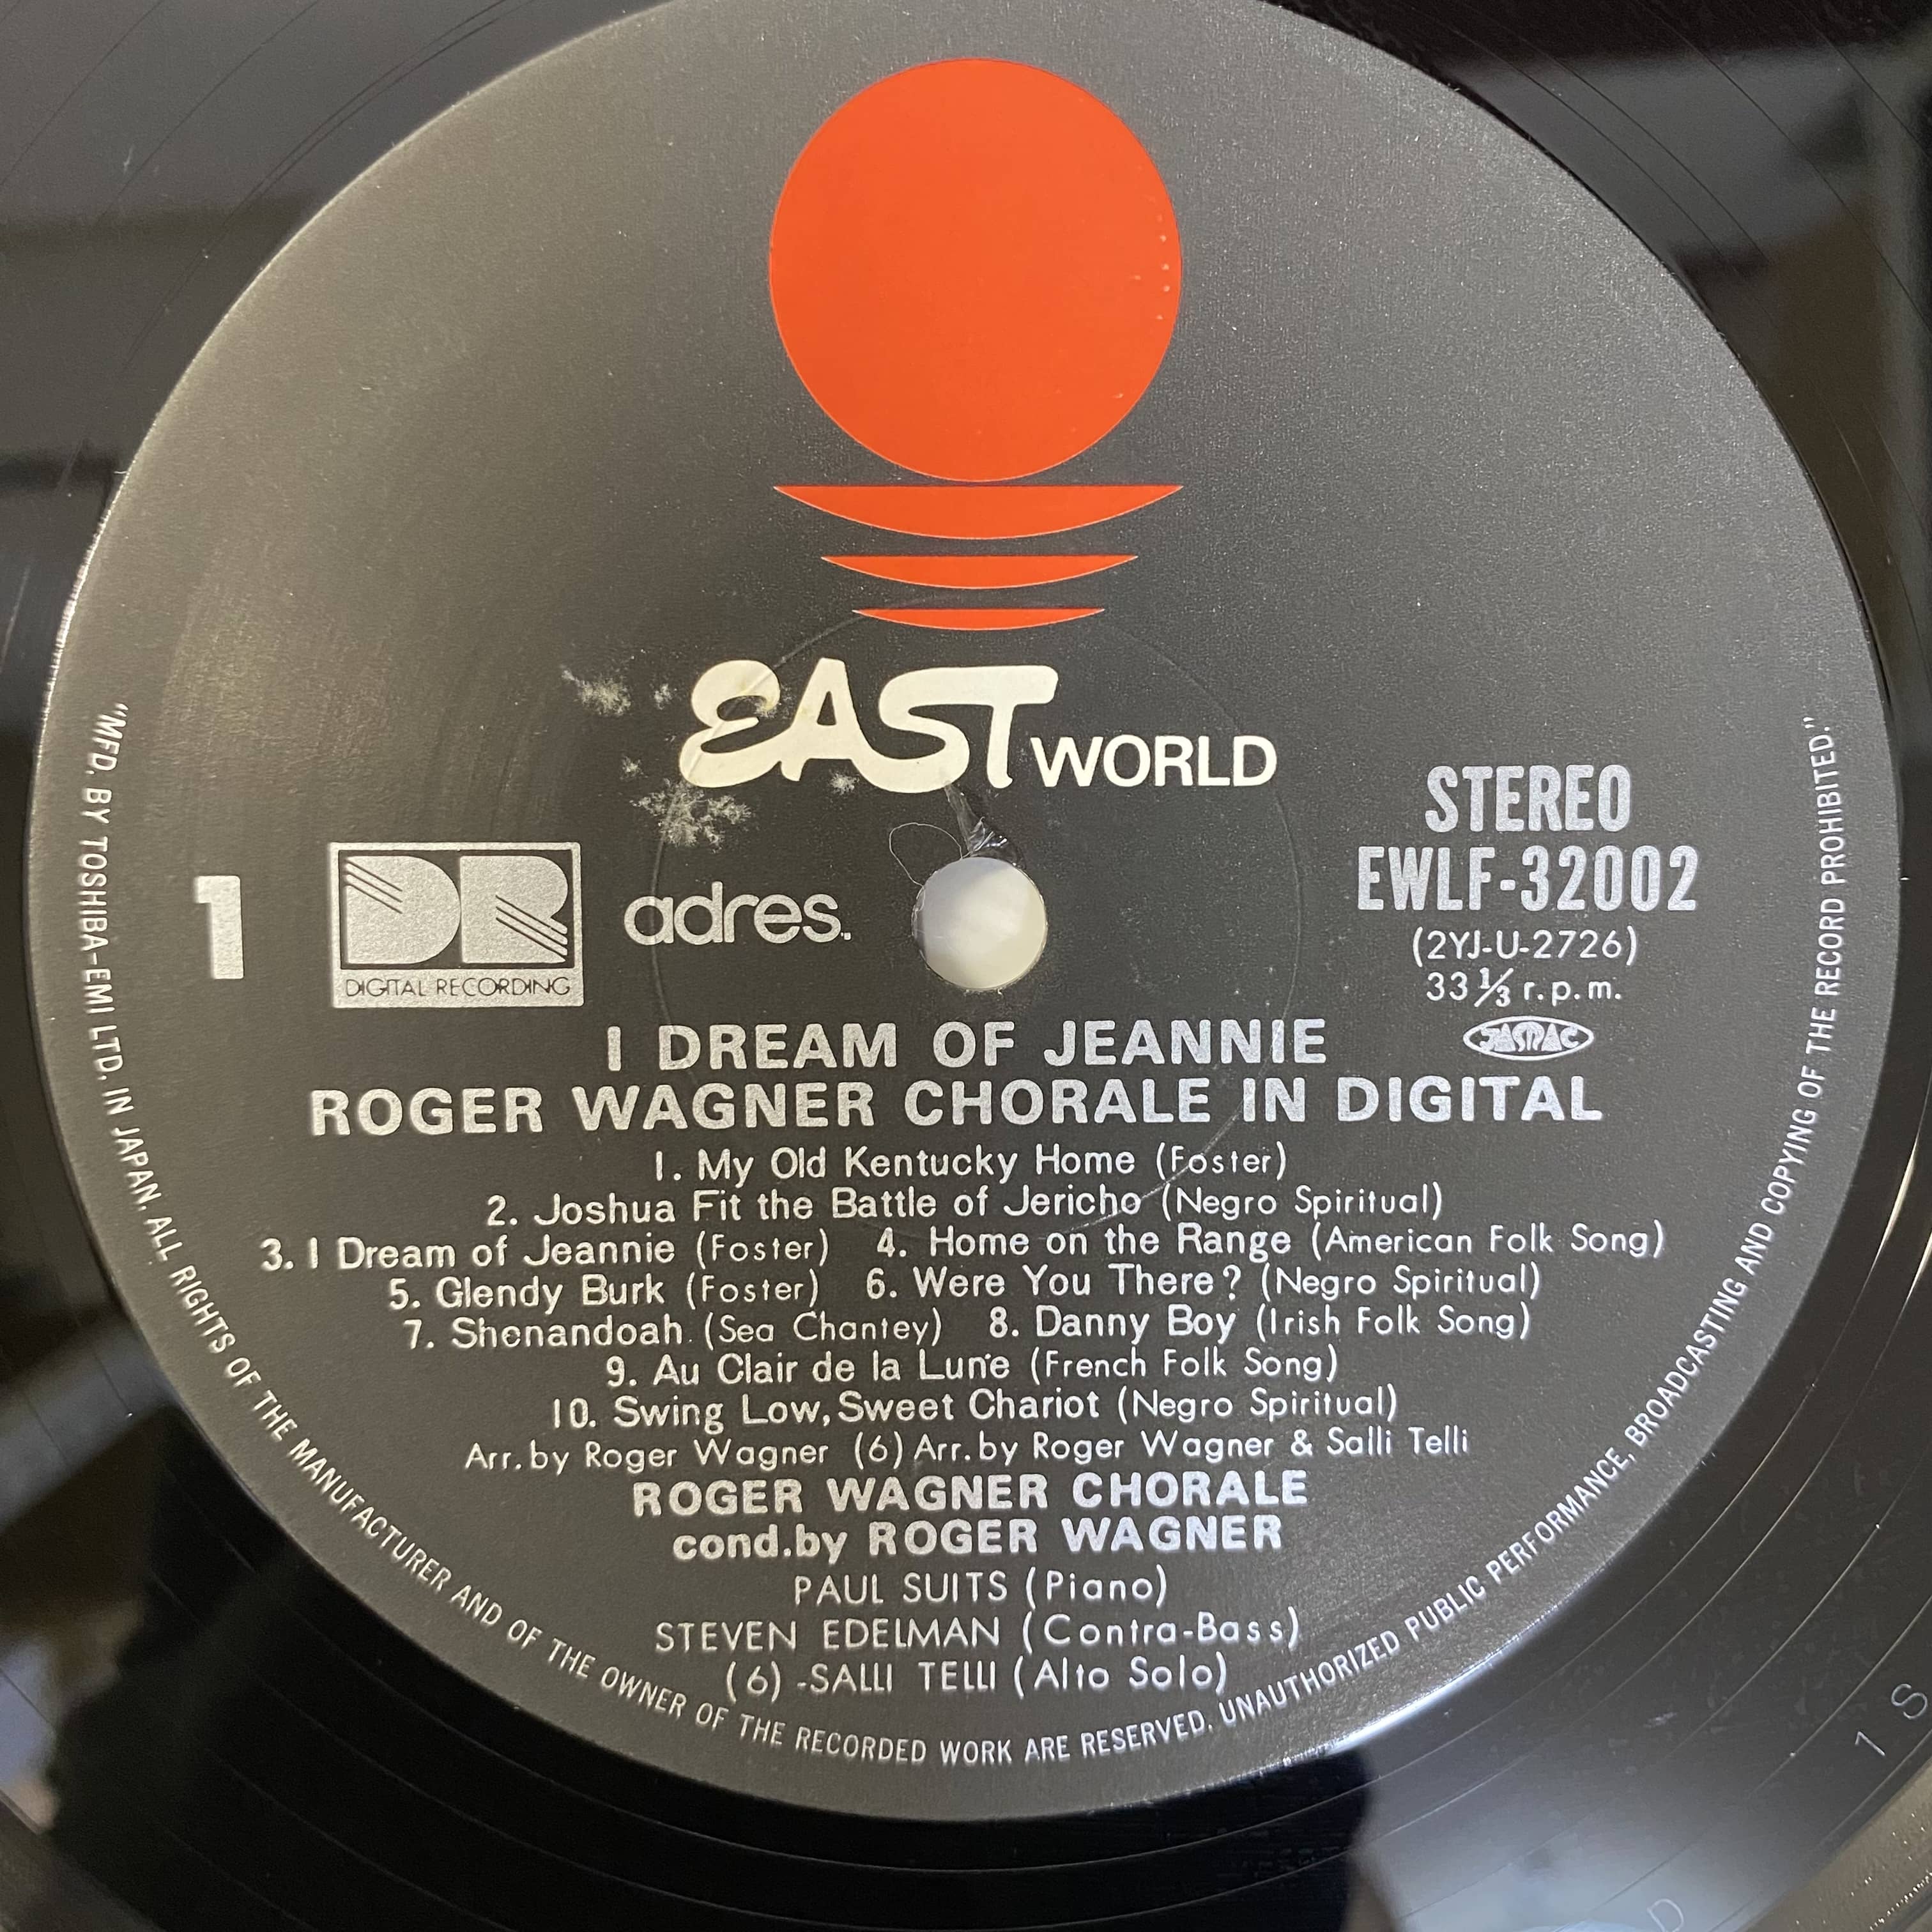 EAST WORLD
STEREO
EWLF-32002
(2YJ-U-2726)
33 1/3 r.p.m.
JASRAC
1
DR
DIGITAL RECORDING
adres.
I DREAM OF JEANNIE
ROGER WAGNER CHORALE IN DIGITAL
1. My Old Kentucky Home (Foster)
2. Joshua Fit the Battle of Jericho (Negro Spiritual)
3. I Dream of Jeannie (Foster) 4. Home on the Range (American Folk Song)
5. Glendy Burk (Foster) 6. Were You There? (Negro Spiritual)
7. Shenandoah. (Sea Chantey) 8. Danny Boy (Irish Folk Song)
9. Au Clair de la Lune (French Folk Song)
10. Swing Low, Sweet Chariot (Negro Spiritual)
Arr. by Roger Wagner (6) Arr. by Roger Wagner & Salli Telli
ROGER WAGNER CHORALE
cond.by ROGER WAGNER
PAUL SUITS (Piano)
STEVEN EDELMAN (Contra-Bass)
(6) -SALLI TELLI (Alto Solo)
"MFD. BY TOSHIBA-EMI LTD. IN JAPAN. ALL RIGHTS OF THE MANUFACTURER AND OF THE OWNER OF THE RECORDED WORK ARE RESERVED. UNAUTHORIZED PUBLIC PERFORMANCE, BROADCASTING AND COPYING OF THE RECORD PROHIBITED."
1 S